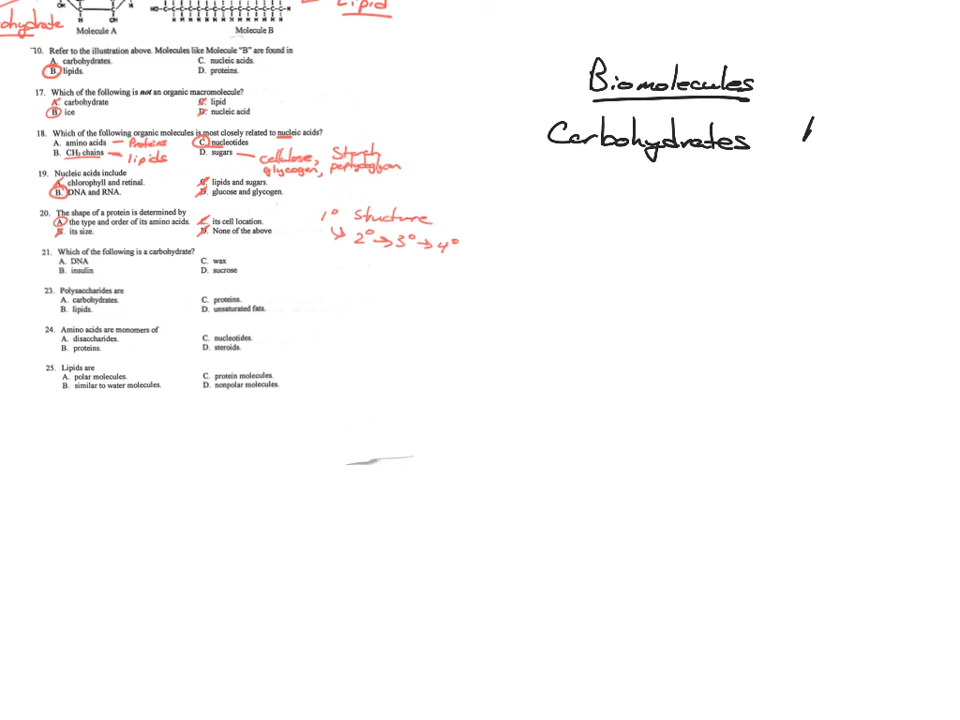 ohydrate
Lipid
OH
H
OH
H
HO-C-C-C-C-C-C-C-C-C-C-C-C-H
H H H H H H H H H H H
Molecule A
Molecule B
10. Refer to the illustration above. Molecules like Molecule "B" are found in
A. carbohydrates. C. nucleic acids.
B. lipids. D. proteins.
17. Which of the following is not an organic macromolecule?
A. carbohydrate C. lipid
B. ice D. nucleic acid
18. Which of the following organic molecules is most closely related to nucleic acids?
A. amino acids — Proteins C. nucleotides
B. CH₂ chains — lipids D. sugars — cellulose, Starch
glycogen,
19. Nucleic acids include
A. chlorophyll and retinal. C. lipids and sugars.
B. DNA and RNA. D. glucose and glycogen.
20. The shape of a protein is determined by
A. the type and order of its amino acids. C. its cell location.
B. its size. D. None of the above
1° Structure
↳ 2° → 3° → 4°
21. Which of the following is a carbohydrate?
A. DNA C. wax
B. insulin D. sucrose
23. Polysaccharides are
A. carbohydrates. C. proteins.
B. lipids. D. unsaturated fats.
24. Amino acids are monomers of
A. disaccharides. C. nucleotides.
B. proteins. D. steroids.
25. Lipids are
A. polar molecules. C. protein molecules.
B. similar to water molecules. D. nonpolar molecules.
Biomolecules
Carbohydrates